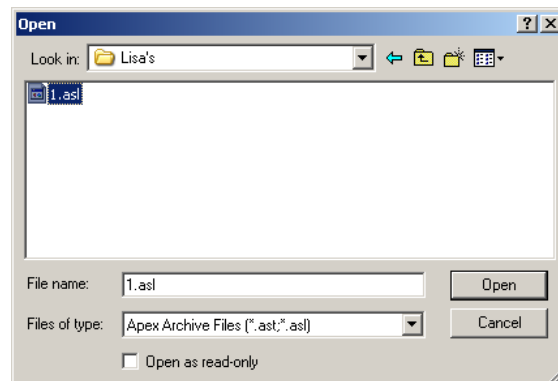 Open
Look in: Lisa's
1.asl
File name: 1.asl Open
Files of type: Apex Archive Files (*.ast;*.asl) Cancel
Open as read-only